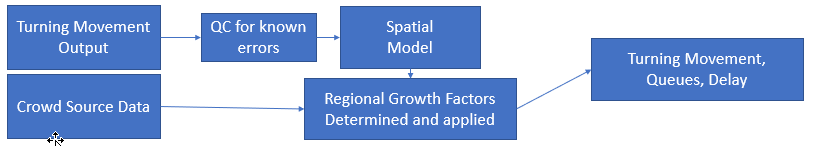 Turning Movement
Output
QC for known
errors
Spatial
Model
Crowd Source Data
Regional Growth Factors
Determined and applied
Turning Movement,
Queues, Delay